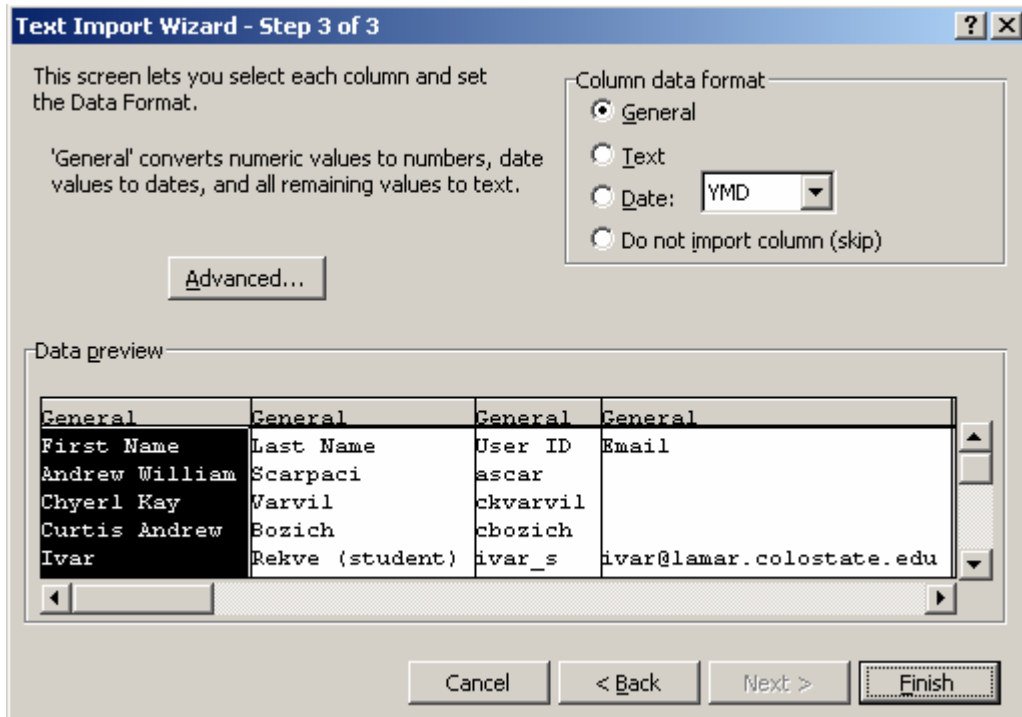 Text Import Wizard - Step 3 of 3
This screen lets you select each column and set
the Data Format.
'General' converts numeric values to numbers, date
values to dates, and all remaining values to text.
Advanced...
Column data format
General
Text
Date: YMD
Do not import column (skip)
Data preview
General General General General
First Name Last Name User ID Email
Andrew William Scarpaci ascar
Chyerl Kay Varvil ckvarvil
Curtis Andrew Bozich cbozich
Ivar Rekve (student) ivar_s ivar@lamar.colostate.edu
Cancel < Back Next > Finish